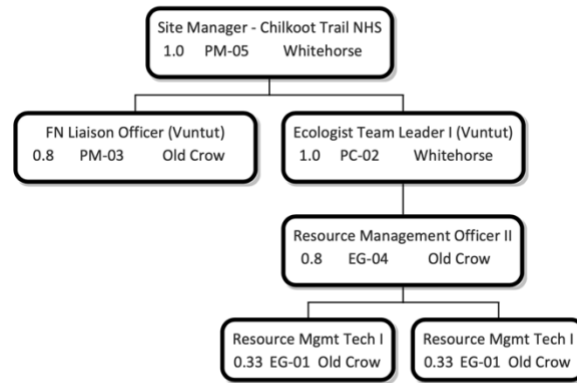 Site Manager - Chilkoot Trail NHS
1.0 PM-05 Whitehorse
FN Liaison Officer (Vuntut)
0.8 PM-03 Old Crow
Ecologist Team Leader I (Vuntut)
1.0 PC-02 Whitehorse
Resource Management Officer II
0.8 EG-04 Old Crow
Resource Mgmt Tech I
0.33 EG-01 Old Crow
Resource Mgmt Tech I
0.33 EG-01 Old Crow